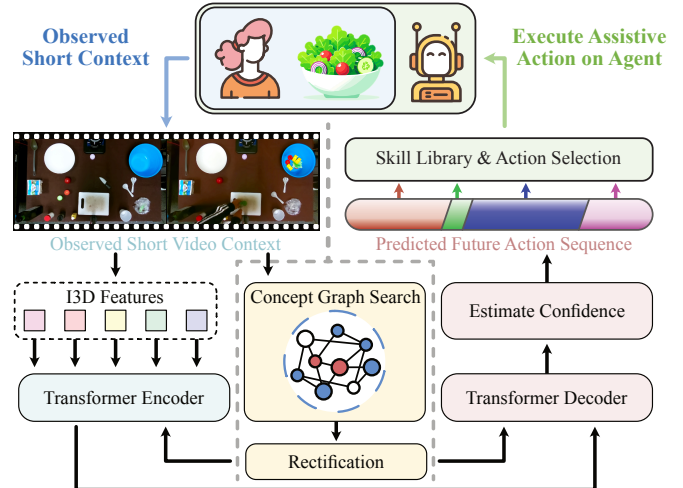 Observed
Short Context
Execute Assistive
Action on Agent
Skill Library & Action Selection
Observed Short Video Context
Predicted Future Action Sequence
I3D Features
Concept Graph Search
Estimate Confidence
Transformer Encoder
Transformer Decoder
Rectification